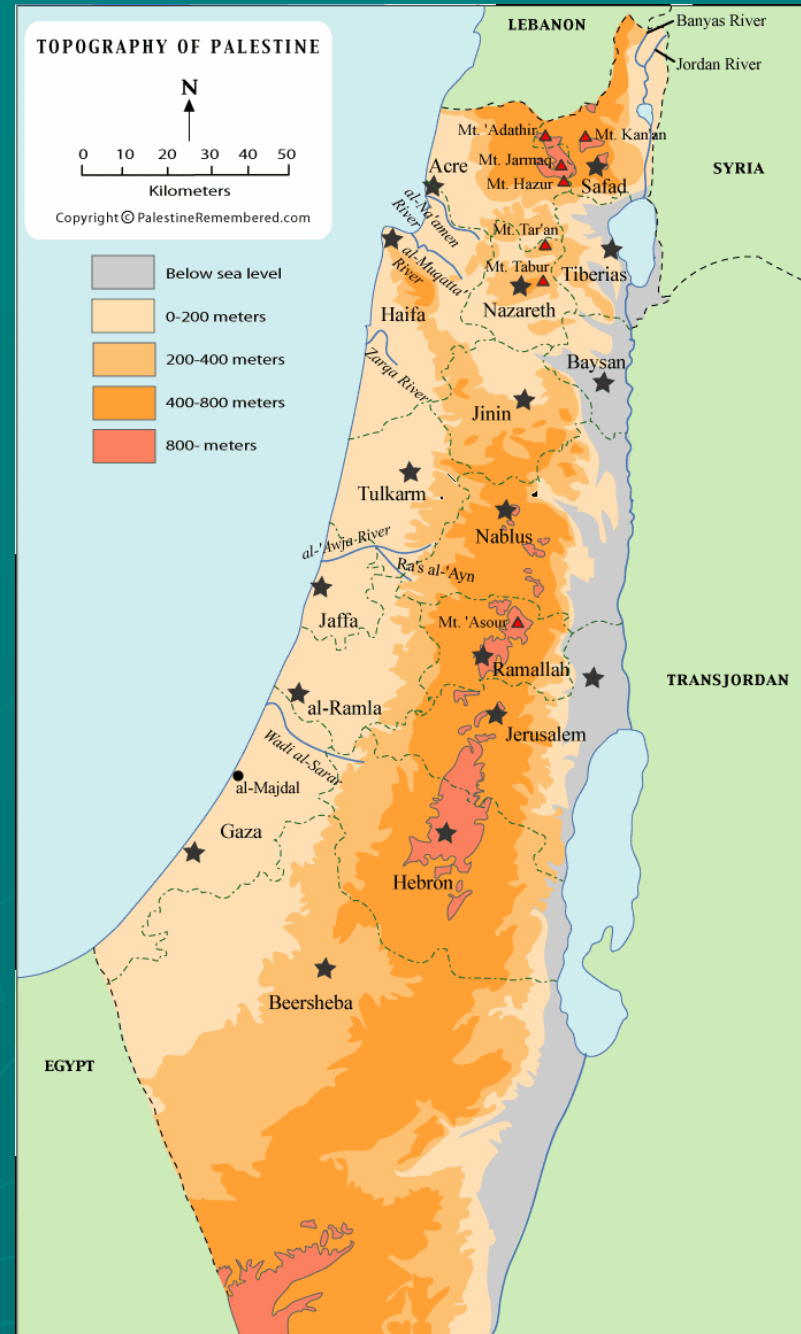 TOPOGRAPHY OF PALESTINE
N
0 10 20 30 40 50
Kilometers
Copyright © PalestineRemembered.com
Below sea level
0-200 meters
200-400 meters
400-800 meters
800- meters
LEBANON
Banyas River
Jordan River
SYRIA
Mt. 'Adathir
Mt. Kan'an
Mt. Jarmaq
Mt. Hazur
Safad
Acre
al-Na'amen
River
Mt. Tar'an
al-Muqatta'
River
Mt. Tabur
Tiberias
Nazareth
Haifa
Zarqa River
Baysan
Jinin
Tulkarm
Nablus
al-'Awja River
Ra's al-'Ayn
Jaffa
Mt. 'Asour
Ramallah
TRANSJORDAN
al-Ramla
Jerusalem
Wadi al-Sarar
al-Majdal
Gaza
Hebron
Beersheba
EGYPT